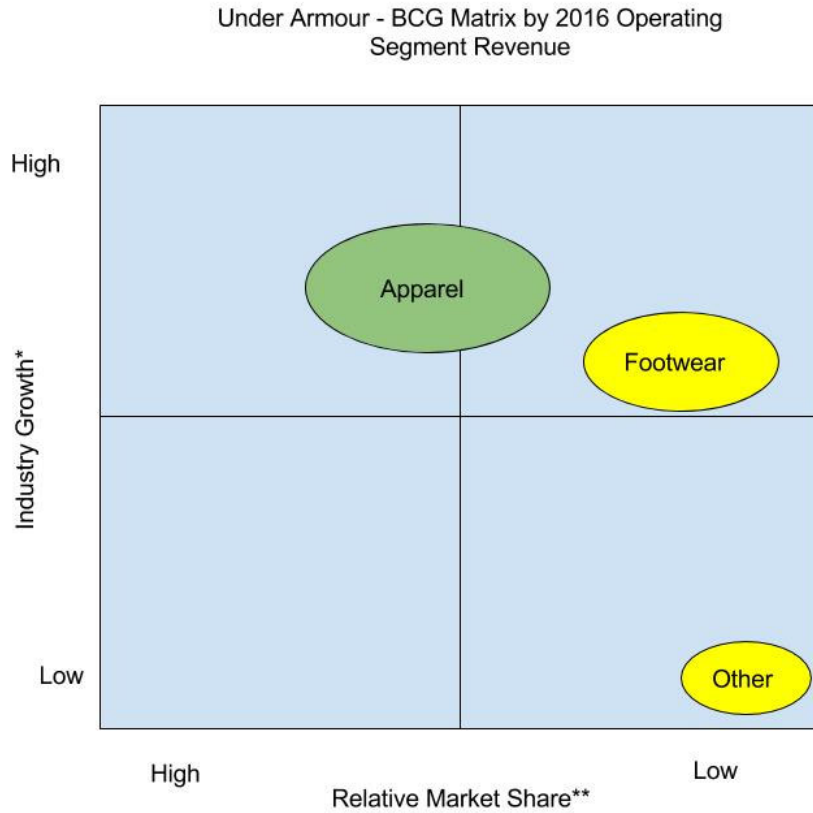 Under Armour - BCG Matrix by 2016 Operating
Segment Revenue
High
Apparel
Footwear
Industry Growth*
Low
Other
High
Low
Relative Market Share**